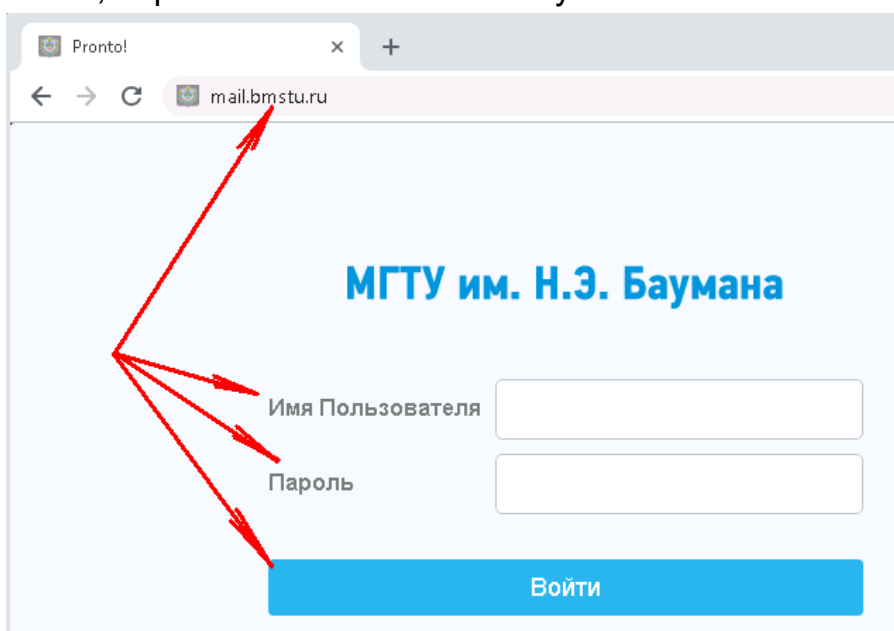 Pronto!
mail.bmstu.ru
МГТУ им. Н.Э. Баумана
Имя Пользователя
Пароль
Войти